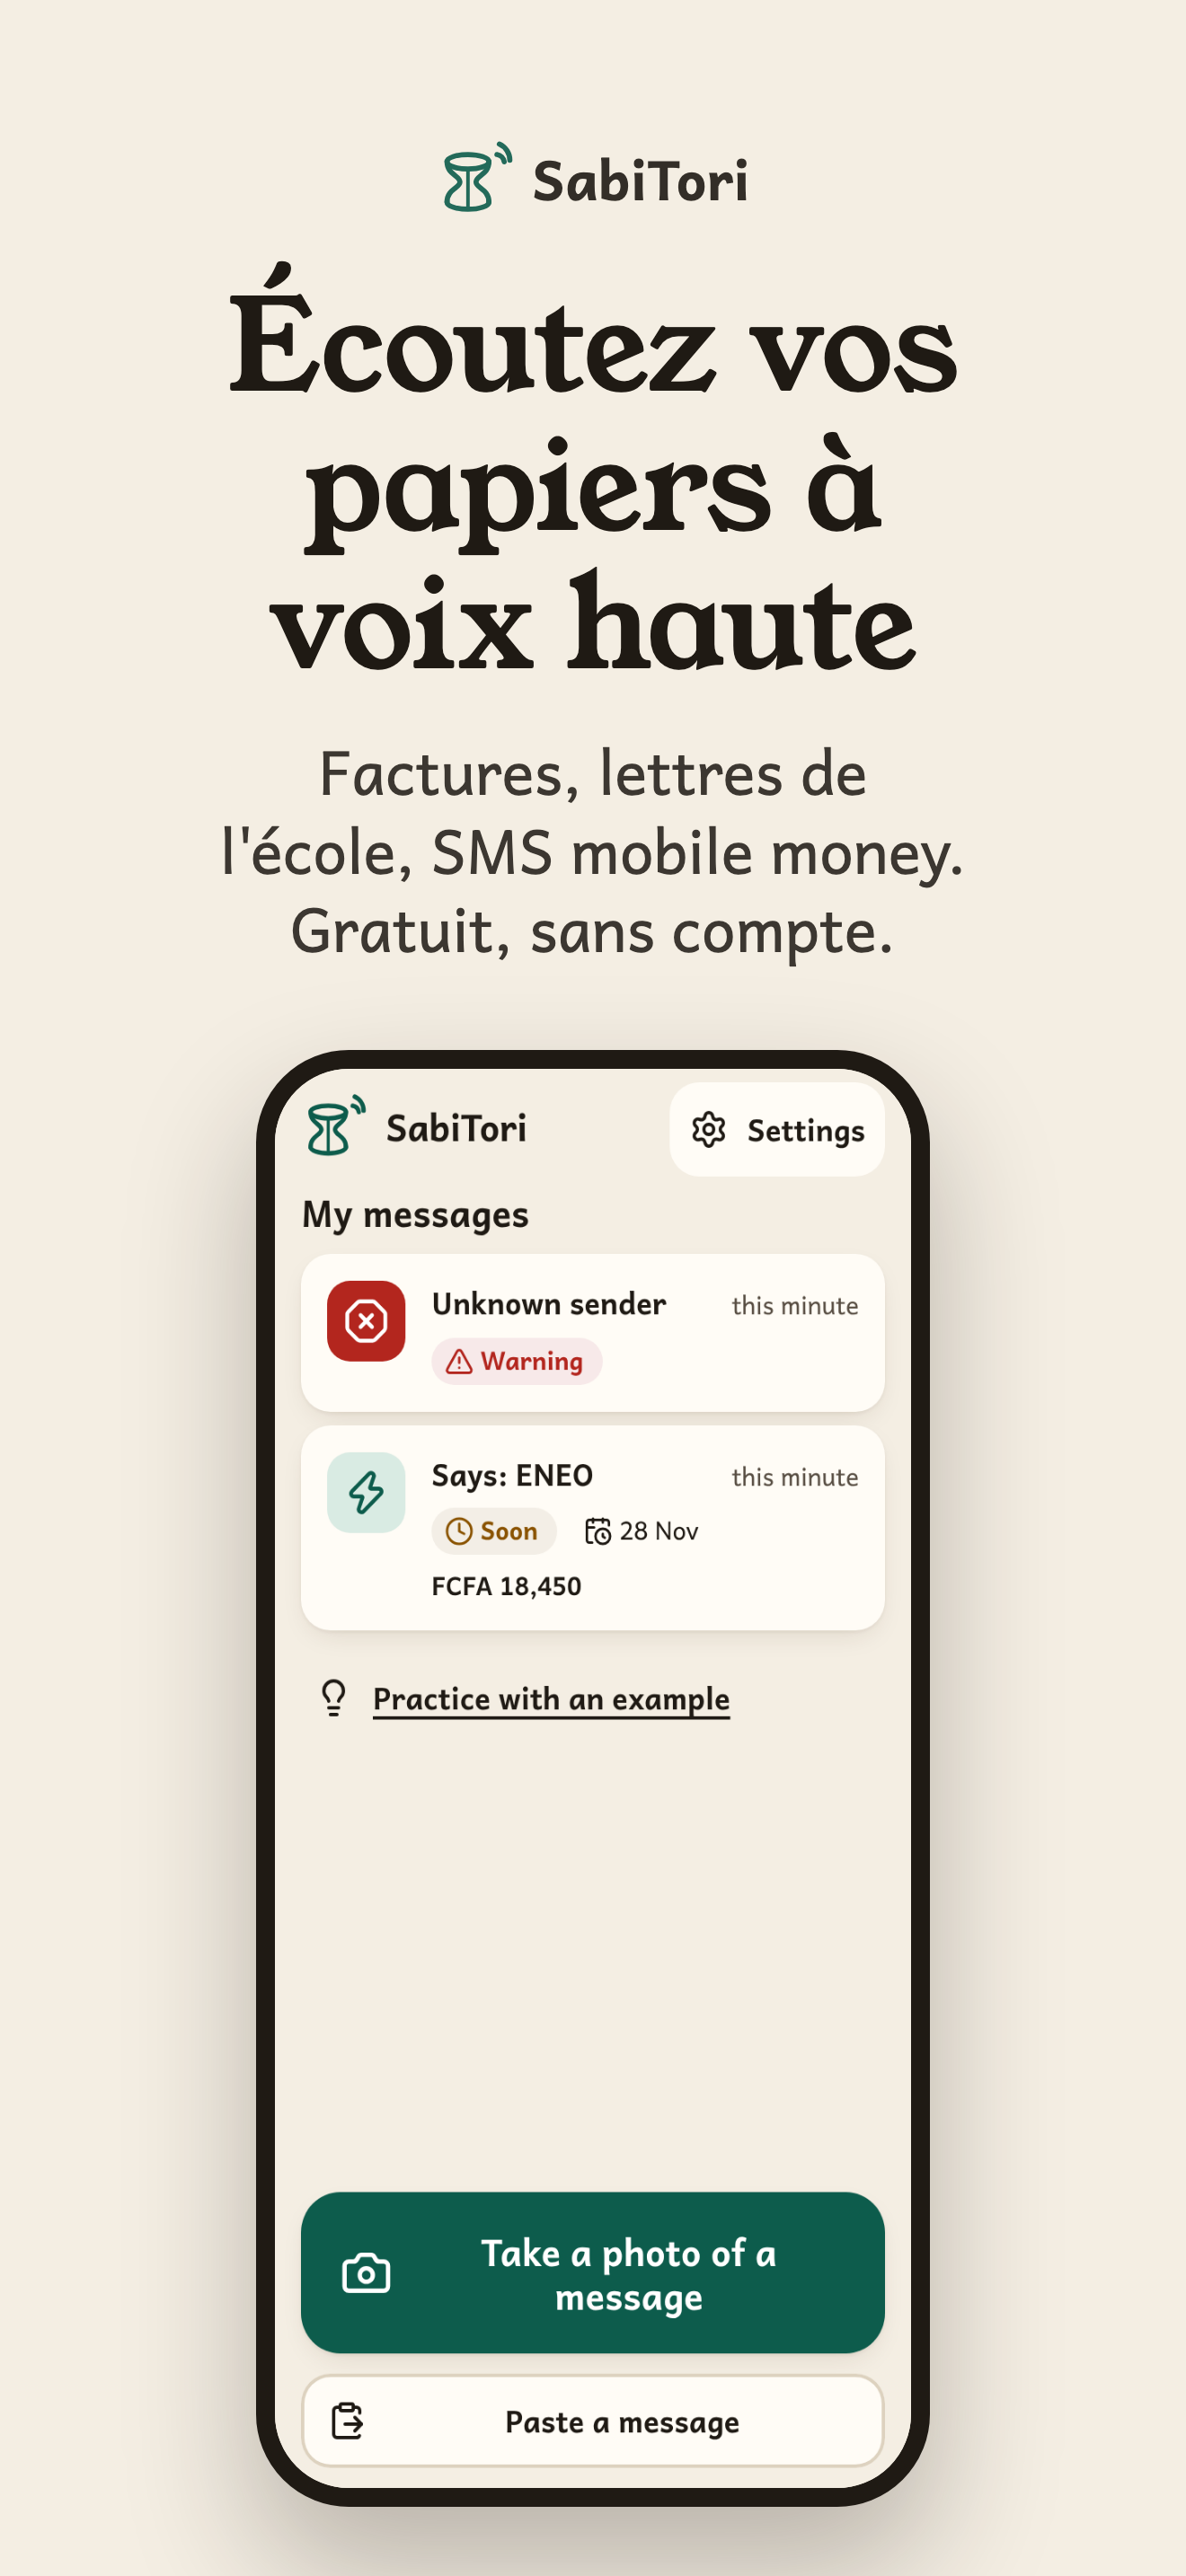 SabiTori
Écoutez vos
papiers à
voix haute
Factures, lettres de
l'école, SMS mobile money.
Gratuit, sans compte.
SabiTori
Settings
My messages
Unknown sender
this minute
Warning
Says: ENEO
this minute
Soon
28 Nov
FCFA 18,450
Practice with an example
Take a photo of a
message
Paste a message